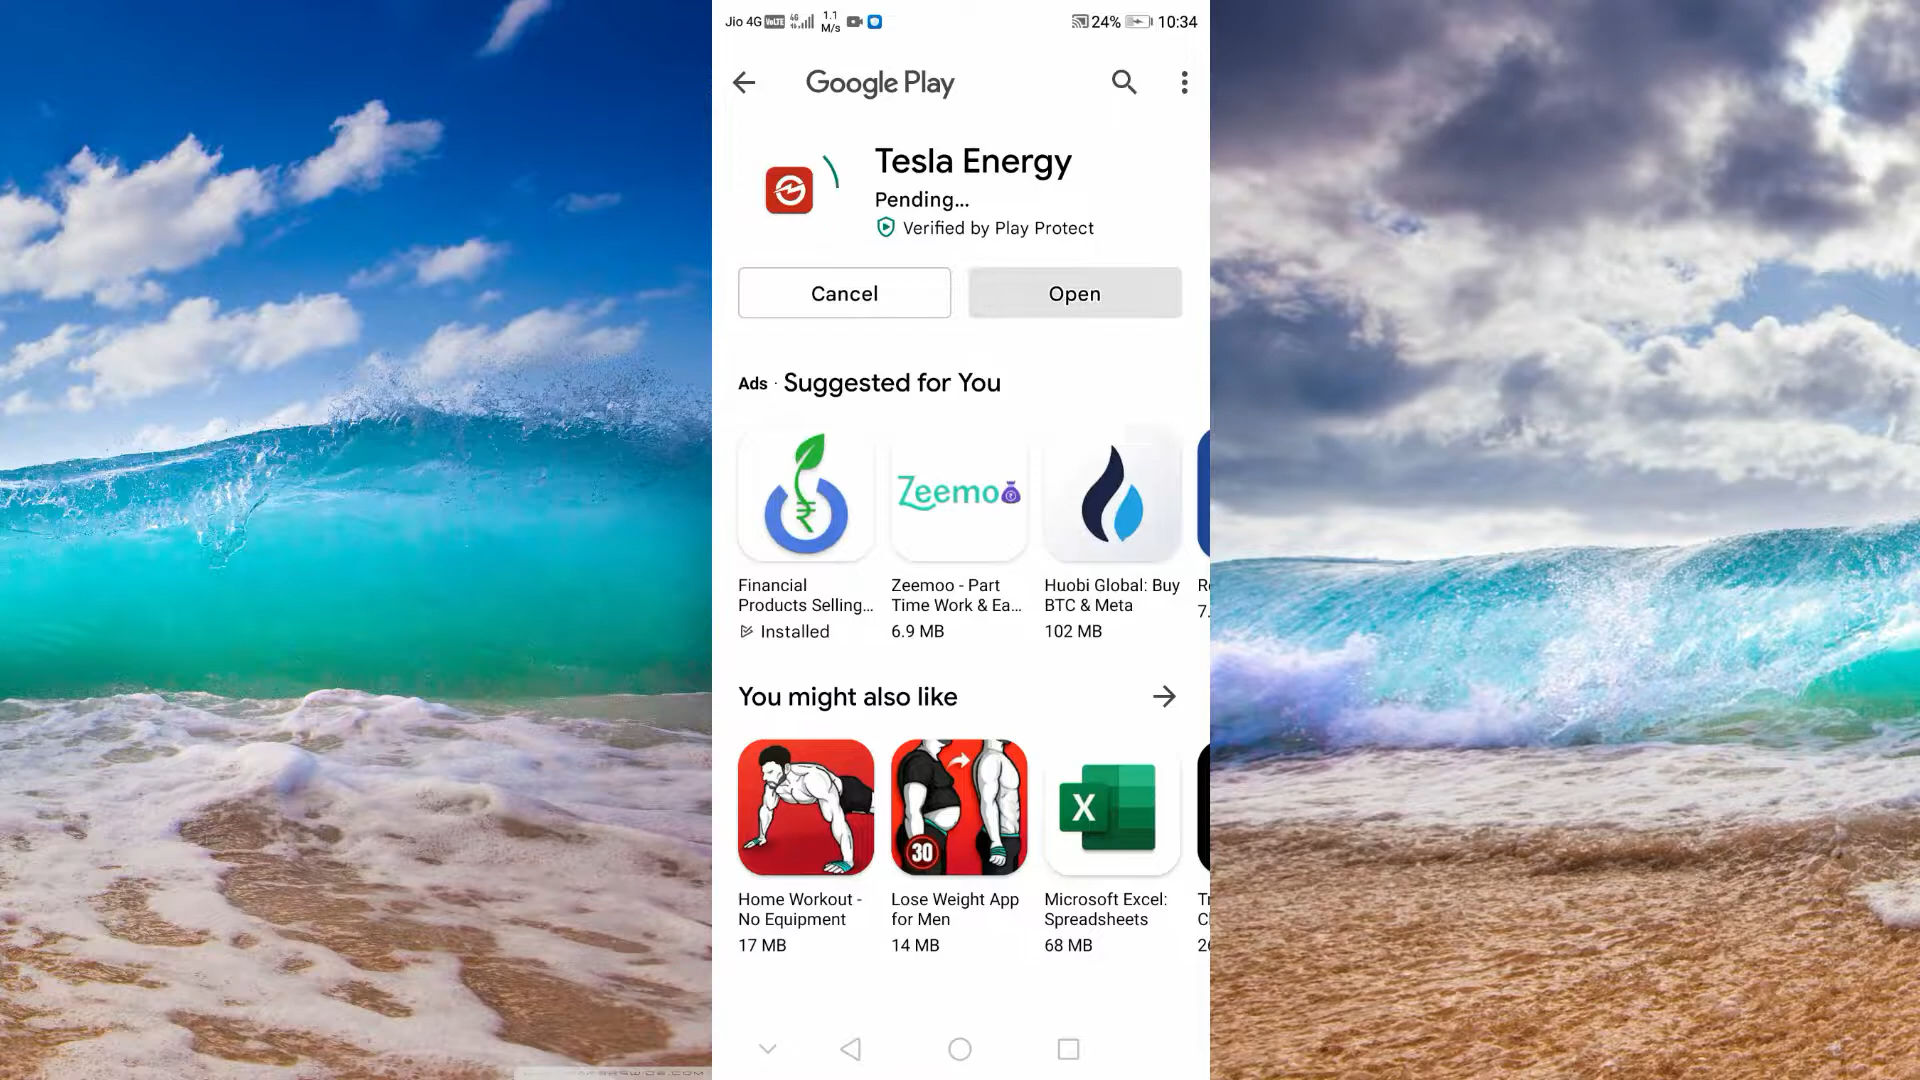 Jio 4G VoLTE 4G 1.1 M/s 24% 10:34
Google Play
Tesla Energy
Pending...
Verified by Play Protect
Cancel Open
Ads · Suggested for You
Zeemoo
Financial Products Selling...
Installed
Zeemoo - Part Time Work & Ea...
6.9 MB
Huobi Global: Buy BTC & Meta
102 MB
R
7.
You might also like
30
X
Home Workout - No Equipment
17 MB
Lose Weight App for Men
14 MB
Microsoft Excel: Spreadsheets
68 MB